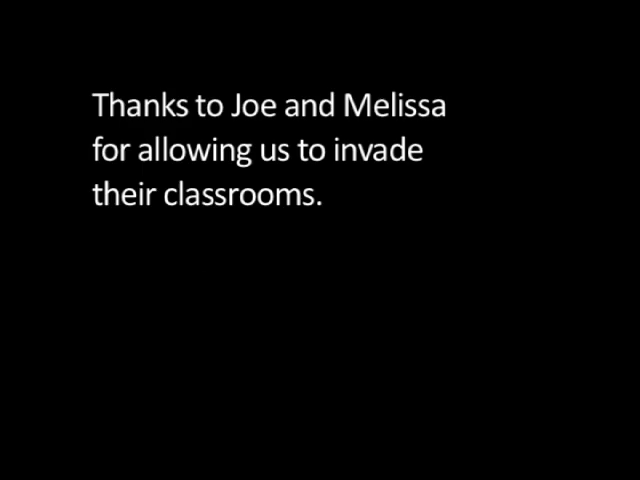 Thanks to Joe and Melissa
for allowing us to invade
their classrooms.